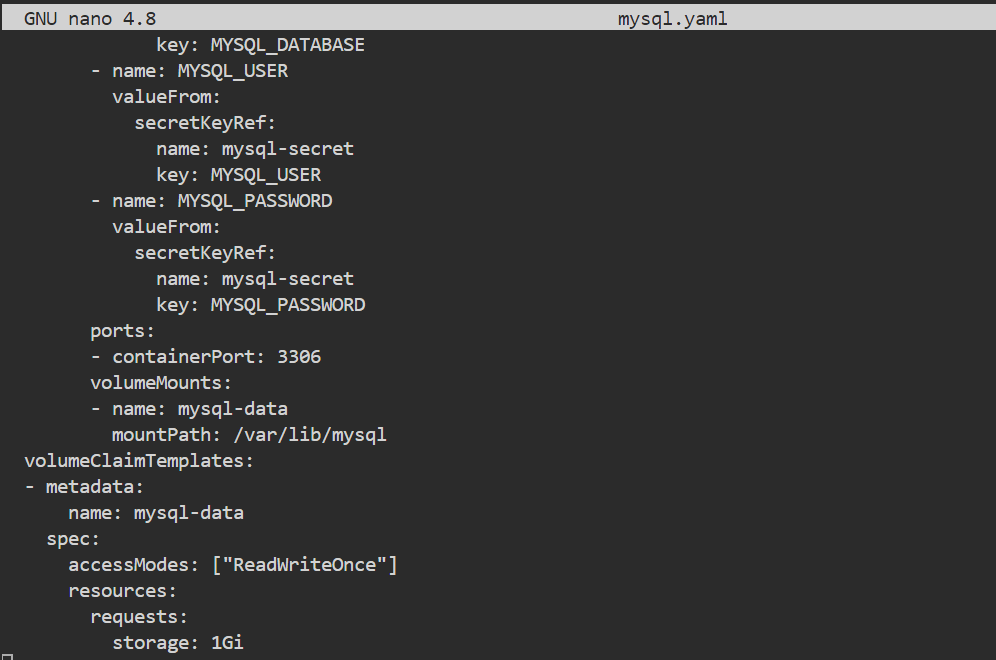 GNU nano 4.8 mysql.yaml
            key: MYSQL_DATABASE
      - name: MYSQL_USER
        valueFrom:
          secretKeyRef:
            name: mysql-secret
            key: MYSQL_USER
      - name: MYSQL_PASSWORD
        valueFrom:
          secretKeyRef:
            name: mysql-secret
            key: MYSQL_PASSWORD
      ports:
      - containerPort: 3306
      volumeMounts:
      - name: mysql-data
        mountPath: /var/lib/mysql
volumeClaimTemplates:
- metadata:
    name: mysql-data
  spec:
    accessModes: ["ReadWriteOnce"]
    resources:
      requests:
        storage: 1Gi